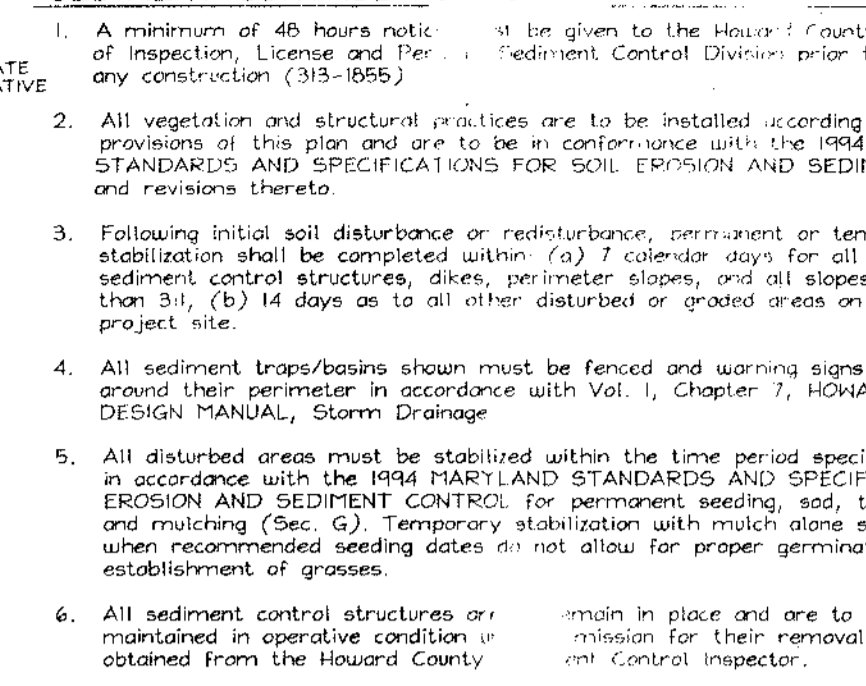 1. A minimum of 48 hours be given to the Howard
of Inspection, License and Sediment Control Division prior
ATE
any construction (313-1855)
TIVE
2. All vegetation and structural practices are to be installed according
provisions of this plan and are to be in conformance with the 1994
STANDARDS AND SPECIFICATIONS FOR SOIL EROSION AND SEDI
and revisions thereto.
3. Following initial soil disturbance or redisturbance, permanent or tem
stabilization shall be completed within: (a) 7 calendar days for all
sediment control structures, dikes, perimeter slopes, and all slopes
than 3:1, (b) 14 days as to all other disturbed or graded areas on
project site.
4. All sediment traps/basins shown must be fenced and warning signs
around their perimeter in accordance with Vol. 1, Chapter 7, HOWA
DESIGN MANUAL, Storm Drainage
5. All disturbed areas must be stabilized within the time period speci
in accordance with the 1994 MARYLAND STANDARDS AND SPECIF
EROSION AND SEDIMENT CONTROL for permanent seeding, sod, t
and mulching (Sec. G). Temporary stabilization with mulch alone s
when recommended seeding dates do not allow for proper germina
establishment of grasses.
6. All sediment control structures emain in place and are to
maintained in operative condition mission for their removal
obtained from the Howard County Control Inspector.